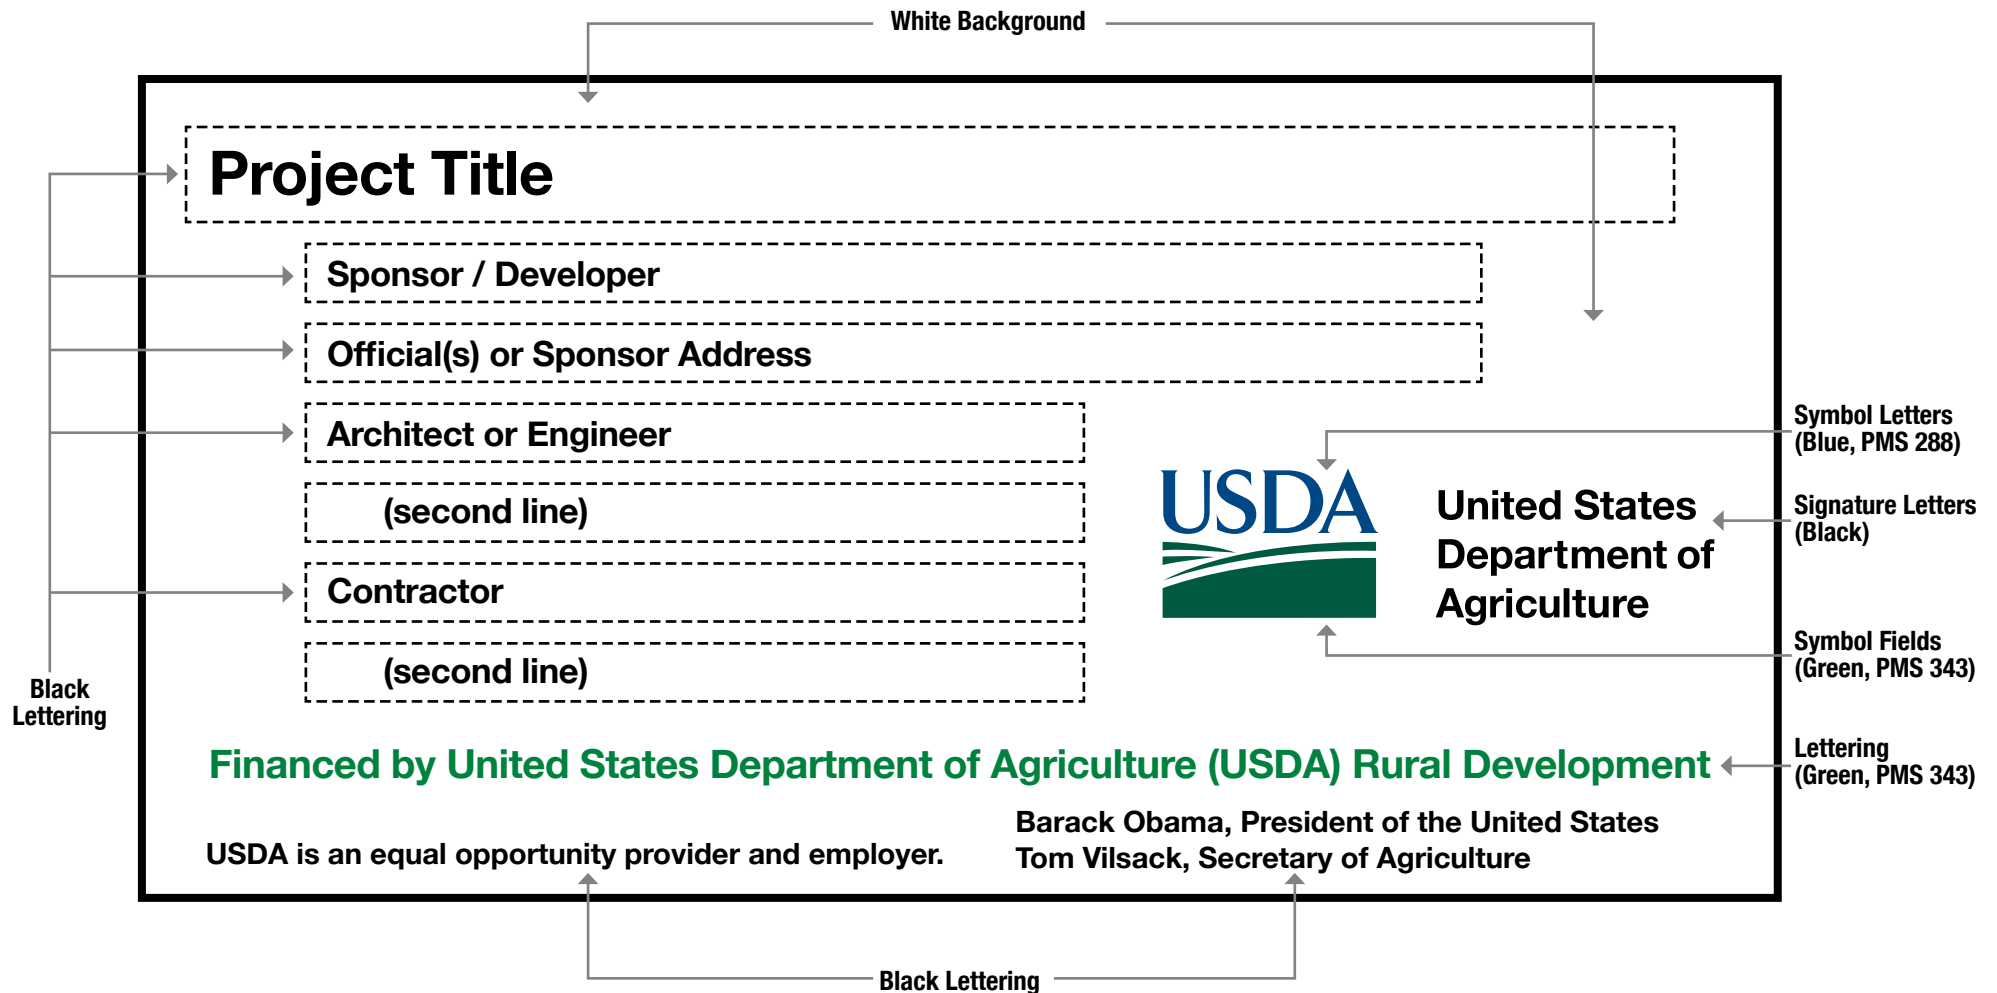 White Background
Project Title
Sponsor / Developer
Official(s) or Sponsor Address
Architect or Engineer
(second line)
Contractor
(second line)
Black
Lettering
USDA
United States
Department of
Agriculture
Symbol Letters
(Blue, PMS 288)
Signature Letters
(Black)
Symbol Fields
(Green, PMS 343)
Financed by United States Department of Agriculture (USDA) Rural Development
Lettering
(Green, PMS 343)
USDA is an equal opportunity provider and employer.
Barack Obama, President of the United States
Tom Vilsack, Secretary of Agriculture
Black Lettering